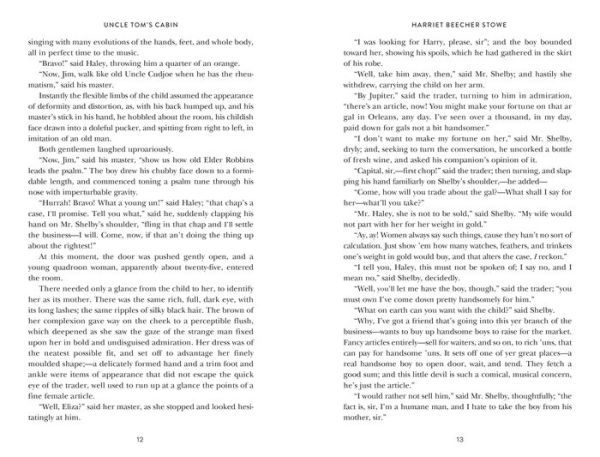 UNCLE TOM'S CABIN
singing with many evolutions of the hands, feet, and whole body,
all in perfect time to the music.
“Bravo!” said Haley, throwing him a quarter of an orange.
“Now, Jim, walk like old Uncle Cudjoe when he has the rheu-
matism,” said his master.
Instantly the flexible limbs of the child assumed the appearance
of deformity and distortion, as, with his back humped up, and his
master's stick in his hand, he hobbled about the room, his childish
face drawn into a doleful pucker, and spitting from right to left, in
imitation of an old man.
Both gentlemen laughed uproariously.
“Now, Jim,” said his master, “show us how old Elder Robbins
leads the psalm.” The boy drew his chubby face down to a formi-
dable length, and commenced toning a psalm tune through his
nose with imperturbable gravity.
“Hurrah! Bravo! What a young un!” said Haley; “that chap's a
case, I'll promise. Tell you what,” said he, suddenly clapping his
hand on Mr. Shelby's shoulder, “fling in that chap and I'll settle
the business—I will. Come, now, if that an't doing the thing up
about the rightest!”
At this moment, the door was pushed gently open, and a
young quadroon woman, apparently about twenty-five, entered
the room.
There needed only a glance from the child to her, to identify
her as its mother. There was the same rich, full, dark eye, with
its long lashes; the same ripples of silky black hair. The brown of
her complexion gave way on the cheek to a perceptible flush,
which deepened as she saw the gaze of the strange man fixed
upon her in bold and undisguised admiration. Her dress was of
the neatest possible fit, and set off to advantage her finely
moulded shape;—a delicately formed hand and a trim foot and
ankle were items of appearance that did not escape the quick
eye of the trader, well used to run up at a glance the points of a
fine female article.
“Well, Eliza?” said her master, as she stopped and looked hesi-
tatingly at him.
12
HARRIET BEECHER STOWE
“I was looking for Harry, please, sir”; and the boy bounded
toward her, showing his spoils, which he had gathered in the skirt
of his robe.
“Well, take him away, then,” said Mr. Shelby; and hastily she
withdrew, carrying the child on her arm.
“By Jupiter,” said the trader, turning to him in admiration,
“there's an article, now! You might make your fortune on that ar
gal in Orleans, any day. I've seen over a thousand, in my day,
paid down for gals not a bit handsomer.”
“I don't want to make my fortune on her,” said Mr. Shelby,
dryly; and, seeking to turn the conversation, he uncorked a bottle
of fresh wine, and asked his companion's opinion of it.
“Capital, sir,—first chop!” said the trader; then turning, and slap-
ping his hand familiarly on Shelby's shoulder,—he added—
“Come, how will you trade about the gal?—What shall I say for
her—what'll you take?”
“Mr. Haley, she is not to be sold,” said Shelby. “My wife would
not part with her for her weight in gold.”
“Ay, ay! Women always say such things, cause they han't no sort of
calculation. Just show 'em how many watches, feathers, and trinkets
one's weight in gold would buy, and that alters the case, I reckon.”
“I tell you, Haley, this must not be spoken of; I say no, and I
mean no,” said Shelby, decidedly.
“Well, you'll let me have the boy, though,” said the trader; “you
must own I've come down pretty handsomely for him.”
“What on earth can you want with the child?” said Shelby.
“Why, I've got a friend that's going into this yer branch of the
business—wants to buy up handsome boys to raise for the market.
Fancy articles entirely—sell for waiters, and so on, to rich 'uns, that
can pay for handsome 'uns. It sets off one of yer great places—a
real handsome boy to open door, wait, and tend. They fetch a
good sum; and this little devil is such a comical, musical concern,
he's just the article.”
“I would rather not sell him,” said Mr. Shelby, thoughtfully; “the
fact is, sir, I'm a humane man, and I hate to take the boy from his
mother, sir.”
13